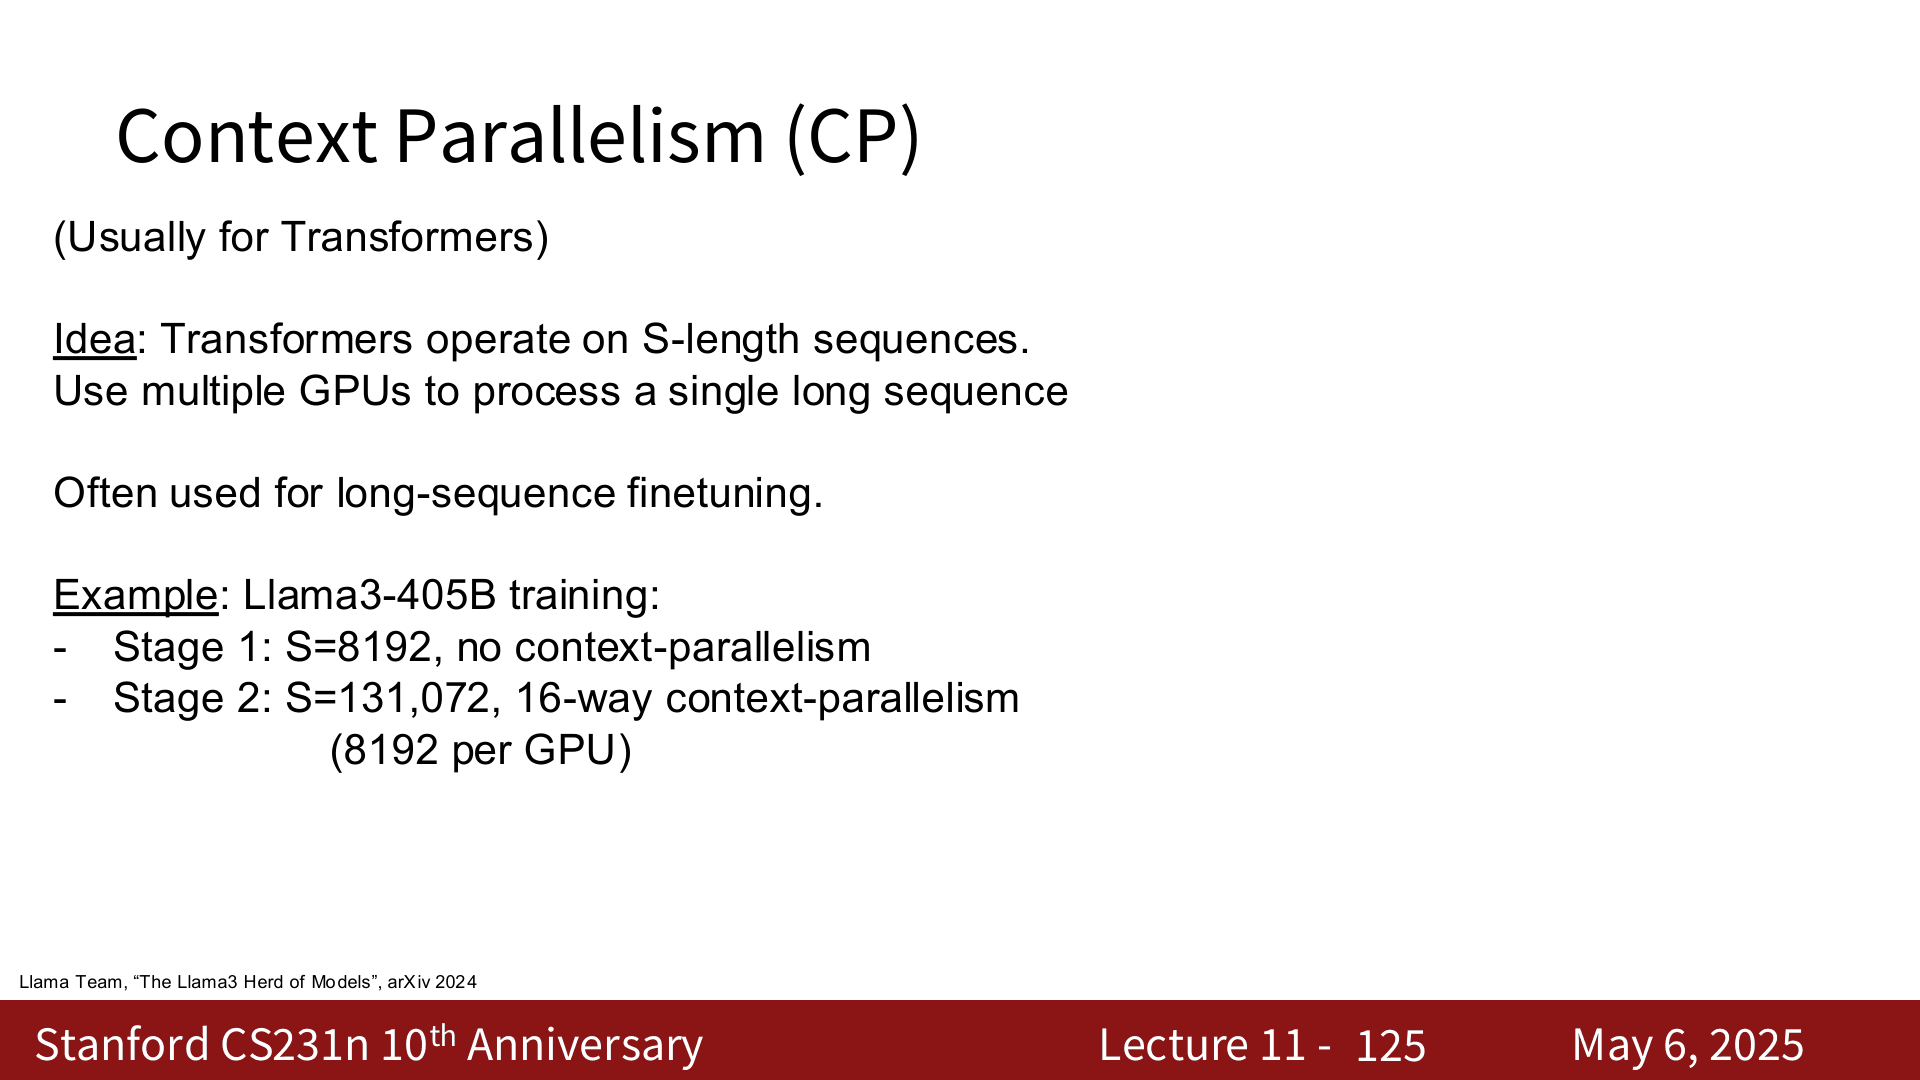 Context Parallelism (CP)
(Usually for Transformers)
Idea: Transformers operate on S-length sequences.
Use multiple GPUs to process a single long sequence
Often used for long-sequence finetuning.
Example: Llama3-405B training:
- Stage 1: S=8192, no context-parallelism
- Stage 2: S=131,072, 16-way context-parallelism
(8192 per GPU)
Llama Team, “The Llama3 Herd of Models”, arXiv 2024
Stanford CS231n 10th Anniversary Lecture 11 - 125 May 6, 2025